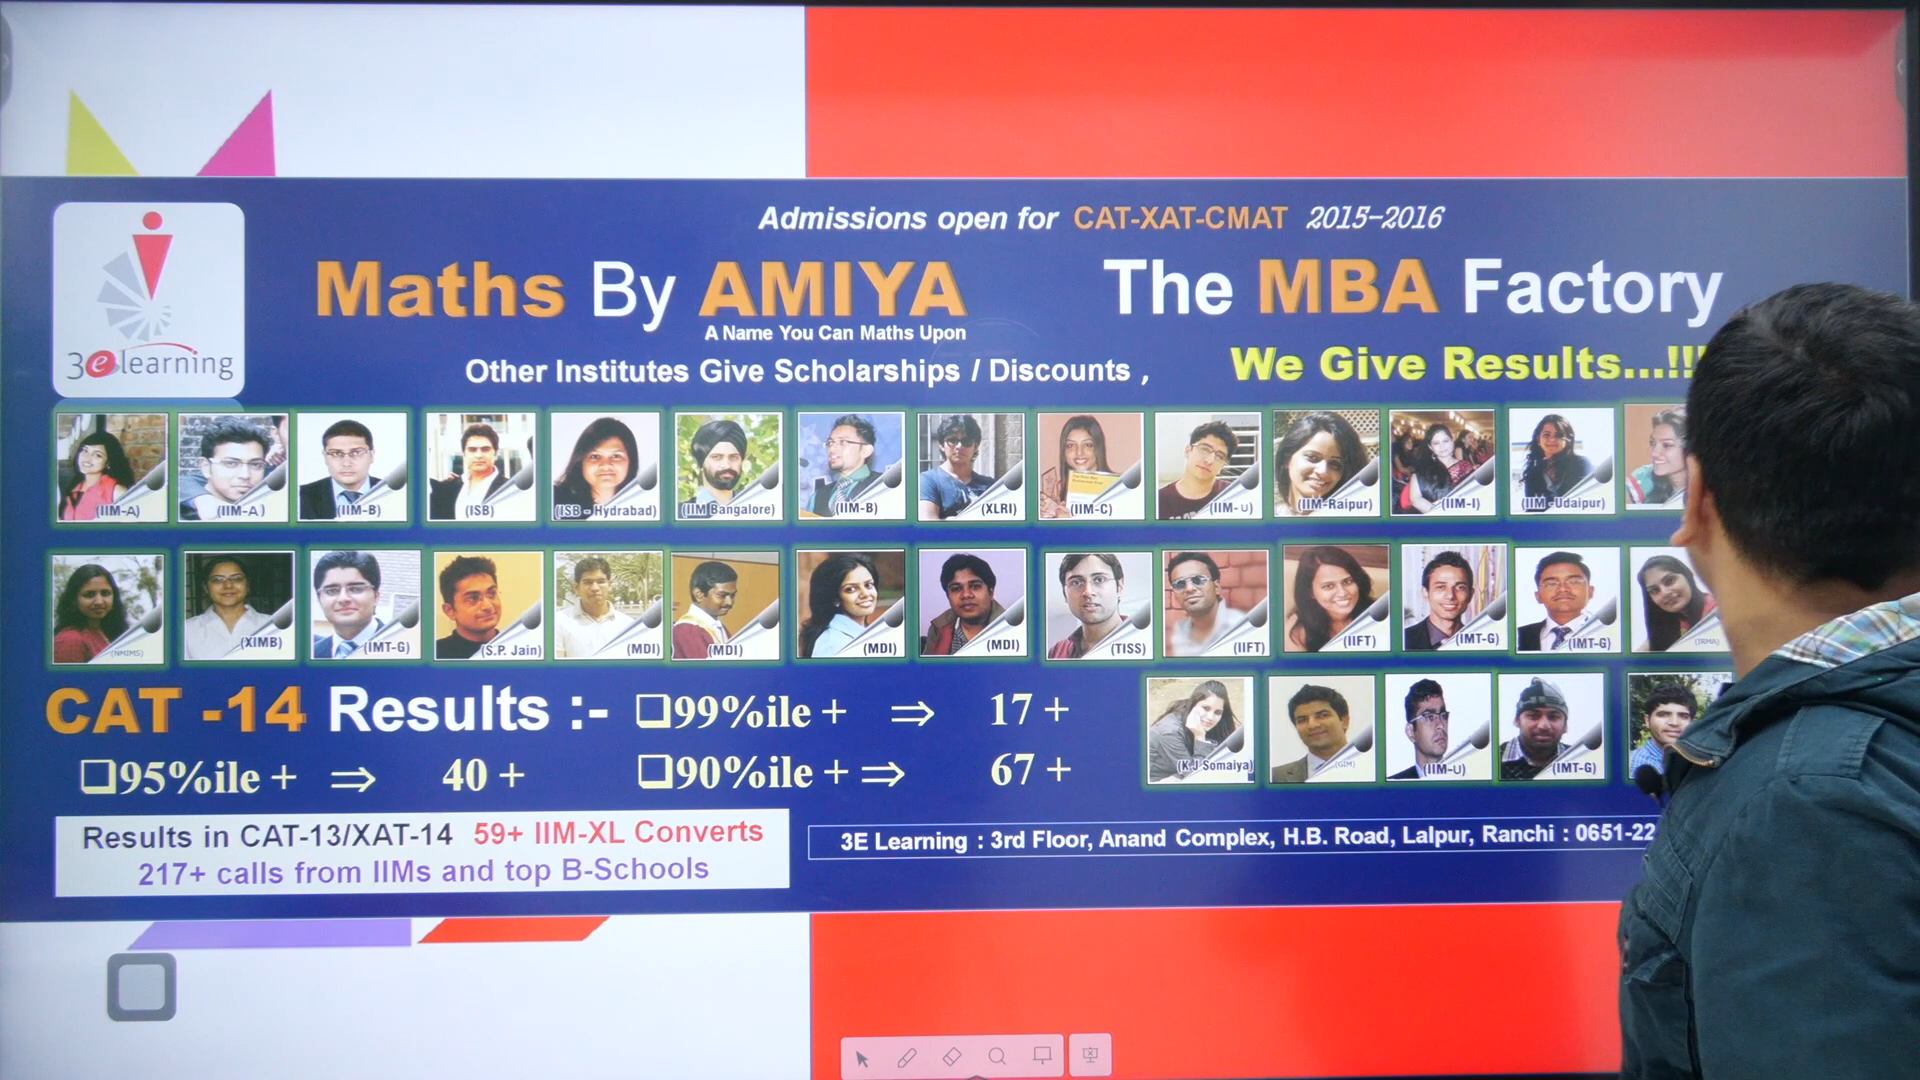 Admissions open for CAT-XAT-CMAT 2015-2016
Maths By AMIYA
The MBA Factory
A Name You Can Maths Upon
Other Institutes Give Scholarships / Discounts ,
We Give Results...!!!
3e learning
(IIM-A) (IIM-A) (IIM-B) (ISB) (ISB - Hydrabad) (IIM Bangalore) (IIM-B) (XLRI) (IIM-C) (IIM-U) (IIM-Raipur) (IIM-I) (IIM -Udaipur)
(NMIMS) (XIMB) (IMT-G) (S.P. Jain) (MDI) (MDI) (MDI) (MDI) (TISS) (IIFT) (IIFT) (IMT-G) (IMT-G) (IRMA)
(K.J Somaiya) (GIM) (IIM-U) (IMT-G)
CAT -14 Results :- ❑99%ile + ⇒ 17 +
❑95%ile + ⇒ 40 + ❑90%ile + ⇒ 67 +
Results in CAT-13/XAT-14 59+ IIM-XL Converts
217+ calls from IIMs and top B-Schools
3E Learning : 3rd Floor, Anand Complex, H.B. Road, Lalpur, Ranchi : 0651-22